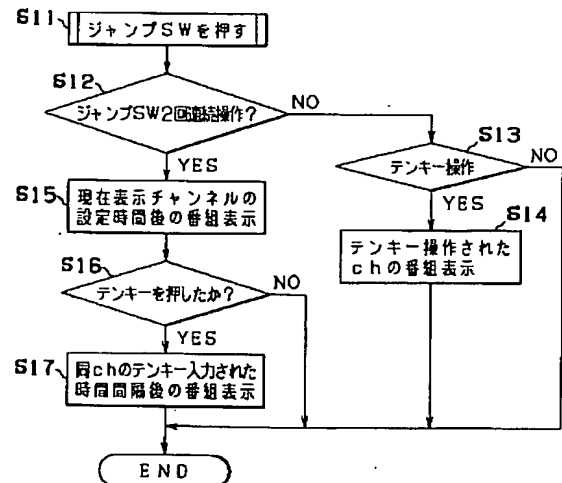 S11
ジャンプSWを押す
S12
ジャンプSW2回連続操作?
NO
YES
S13
テンキー操作
NO
YES
S14
テンキー操作された
chの番組表示
S15
現在表示チャンネルの
設定時間後の番組表示
S16
テンキーを押したか?
NO
YES
S17
同chのテンキー入力された
時間間隔後の番組表示
END